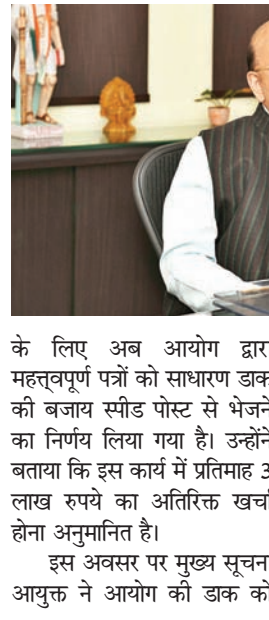 के लिए अब आयोग द्वारा
महत्त्वपूर्ण पत्रों को साधारण डाक
की बजाय स्पीड पोस्ट से भेजने
का निर्णय लिया गया है। उन्होंने
बताया कि इस कार्य में प्रतिमाह 3
लाख रुपये का अतिरिक्त खर्चा
होना अनुमानित है।
इस अवसर पर मुख्य सूचना
आयुक्त ने आयोग की डाक को